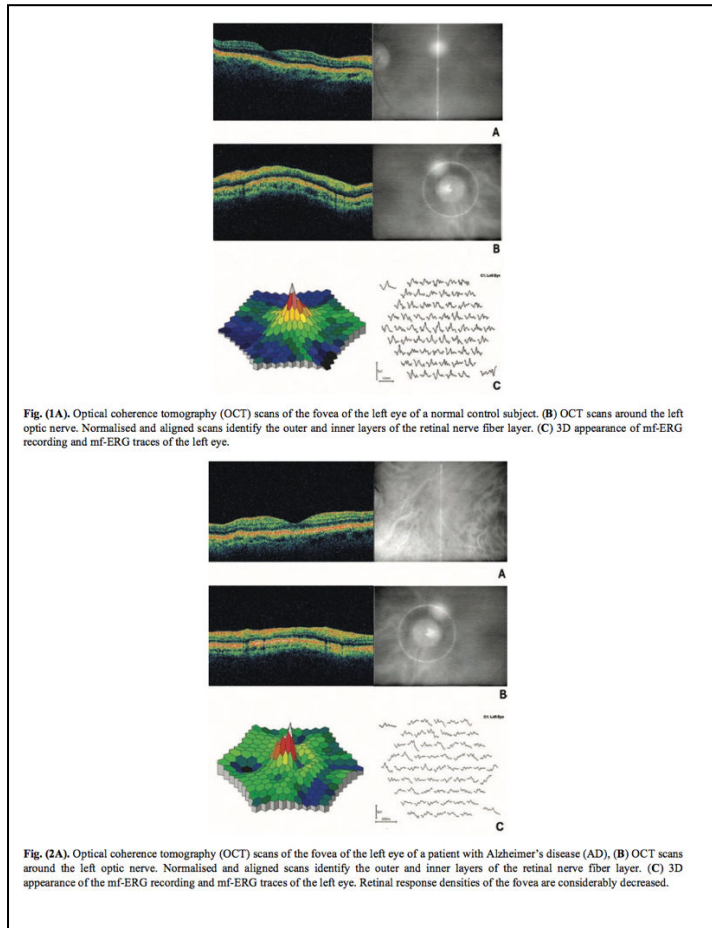 A
B
C1. Left Eye
C
Fig. (1A). Optical coherence tomography (OCT) scans of the fovea of the left eye of a normal control subject. (B) OCT scans around the left
optic nerve. Normalised and aligned scans identify the outer and inner layers of the retinal nerve fiber layer. (C) 3D appearance of mf-ERG
recording and mf-ERG traces of the left eye.
A
B
Left Eye
C
Fig. (2A). Optical coherence tomography (OCT) scans of the fovea of the left eye of a patient with Alzheimer's disease (AD), (B) OCT scans
around the left optic nerve. Normalised and aligned scans identify the outer and inner layers of the retinal nerve fiber layer. (C) 3D
appearance of the mf-ERG recording and mf-ERG traces of the left eye. Retinal response densities of the fovea are considerably decreased.